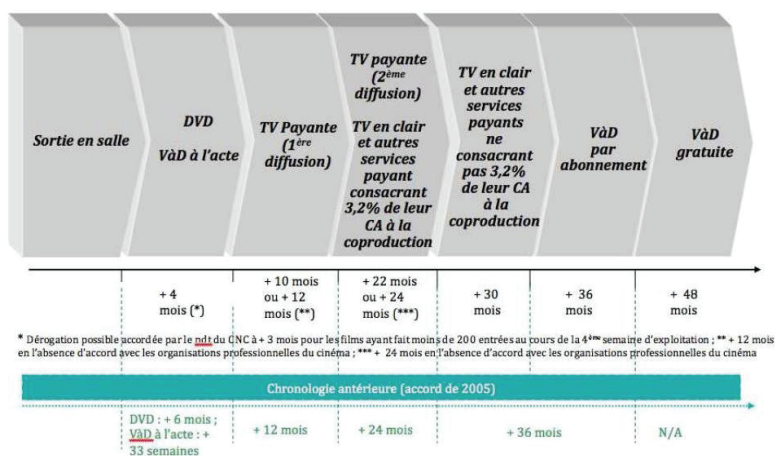 Sortie en salle
DVD
VàD à l'acte
TV Payante
(1ère
diffusion)
TV payante
(2ème
diffusion)
TV en clair
et autres
services
payant
consacrant
3,2% de leur
CA à la
coproduction
TV en clair
et autres
services
payants
ne
consacrant
pas 3,2%
de leur CA
à la
coproduction
VàD
par
abonnement
VàD
gratuite
+ 4
mois (*)
+ 10 mois
ou + 12
mois (**)
+ 22 mois
ou + 24
mois (***)
+ 30
mois
+ 36
mois
+ 48
mois
* Dérogation possible accordée par le ndt du CNC à + 3 mois pour les films ayant fait moins de 200 entrées au cours de la 4ème semaine d'exploitation ; ** + 12 mois
en l'absence d'accord avec les organisations professionnelles du cinéma ; *** + 24 mois en l'absence d'accord avec les organisations professionnelles du cinéma
Chronologie antérieure (accord de 2005)
DVD : + 6 mois ;
VàD à l'acte : +
33 semaines
+ 12 mois
+ 24 mois
+ 36 mois
N/A